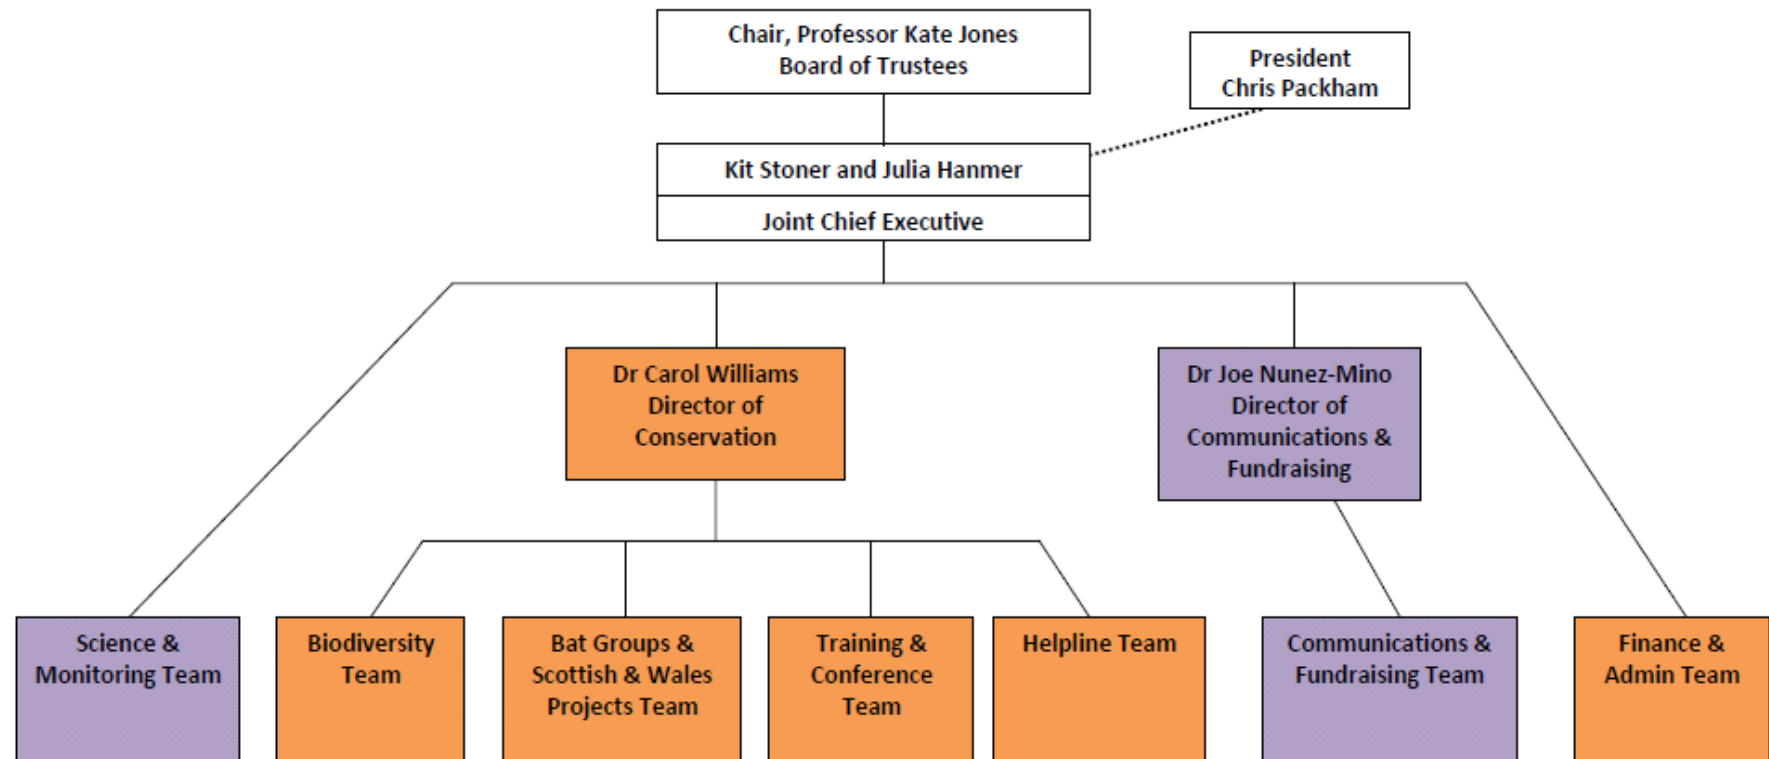 Chair, Professor Kate Jones
Board of Trustees
President
Chris Packham
Kit Stoner and Julia Hanmer
Joint Chief Executive
Dr Carol Williams
Director of
Conservation
Dr Joe Nunez-Mino
Director of
Communications &
Fundraising
Science &
Monitoring Team
Biodiversity
Team
Bat Groups &
Scottish & Wales
Projects Team
Training &
Conference
Team
Helpline Team
Communications &
Fundraising Team
Finance &
Admin Team